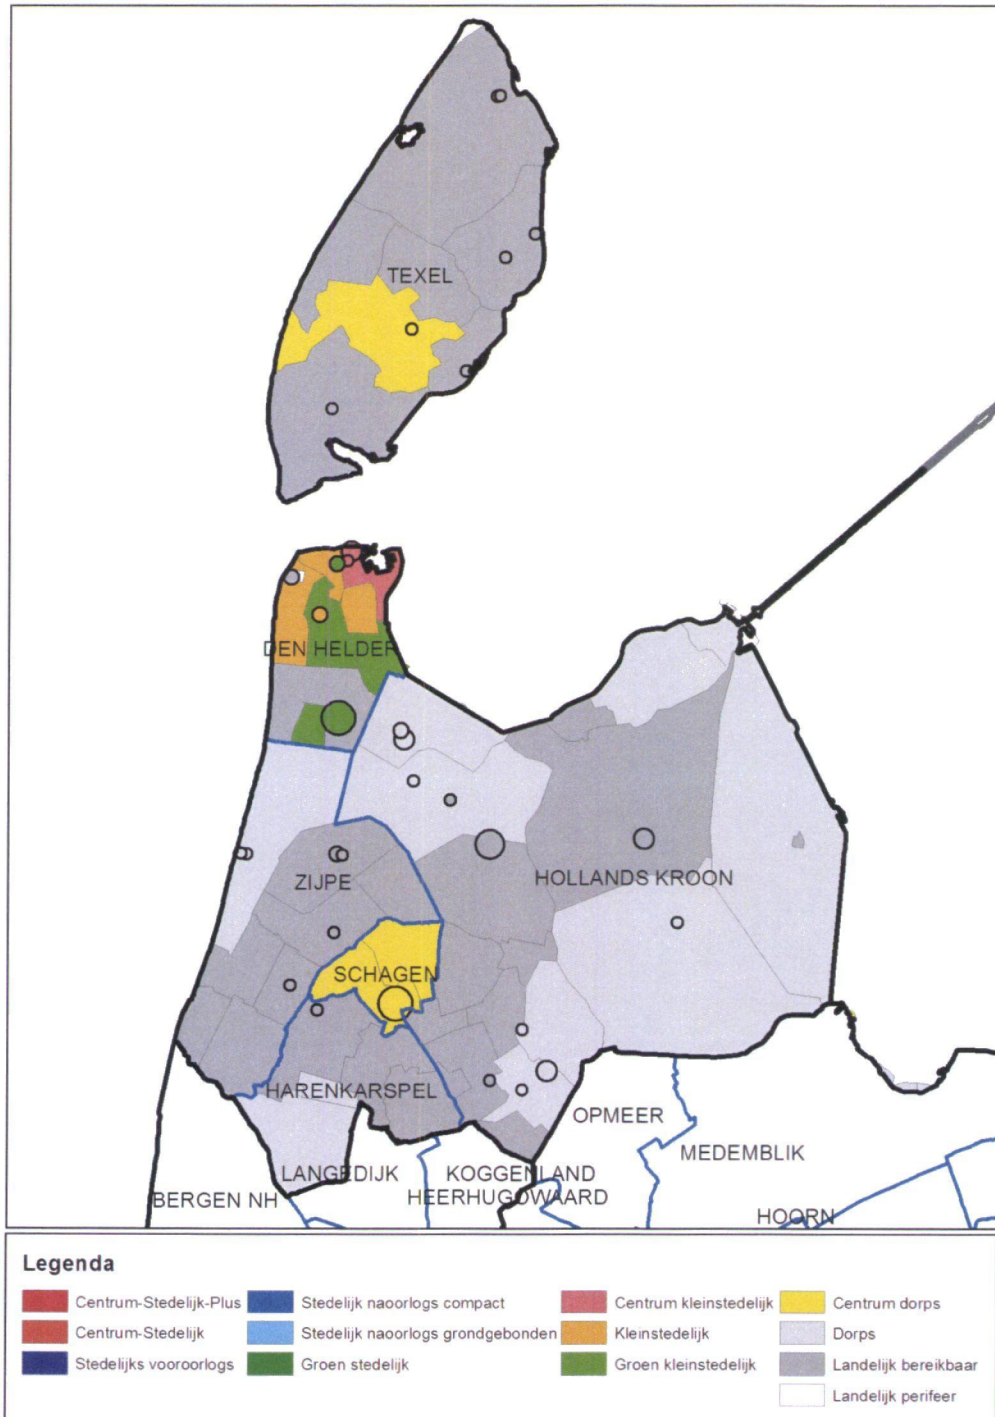 TEXEL
DEN HELDER
HOLLANDS KROON
ZIJPE
SCHAGEN
HARENKARSPEL
OPMEER
MEDEMBLIK
LANGEDIJK
KOGGENLAND
BERGEN NH
HEERHUGOWAARD
HOORN
Legenda
Centrum-Stedelijk-Plus
Centrum-Stedelijk
Stedelijks vooroorlogs
Stedelijk naoorlogs compact
Stedelijk naoorlogs grondgebonden
Groen stedelijk
Centrum kleinstedelijk
Kleinstedelijk
Groen kleinstedelijk
Centrum dorps
Dorps
Landelijk bereikbaar
Landelijk perifeer